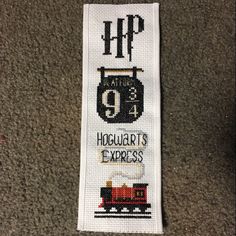 HP
PLATFORM
9 3/4
HOGWARTS
EXPRESS